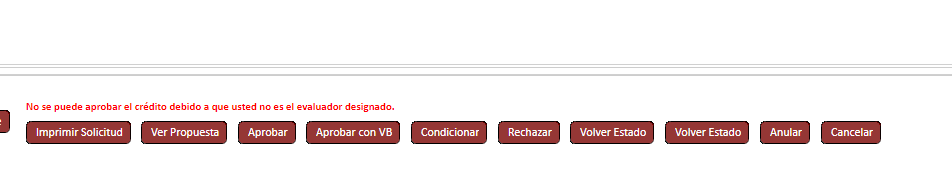 No se puede aprobar el crédito debido a que usted no es el evaluador designado.
Imprimir Solicitud Ver Propuesta Aprobar Aprobar con VB Condicionar Rechazar Volver Estado Volver Estado Anular Cancelar